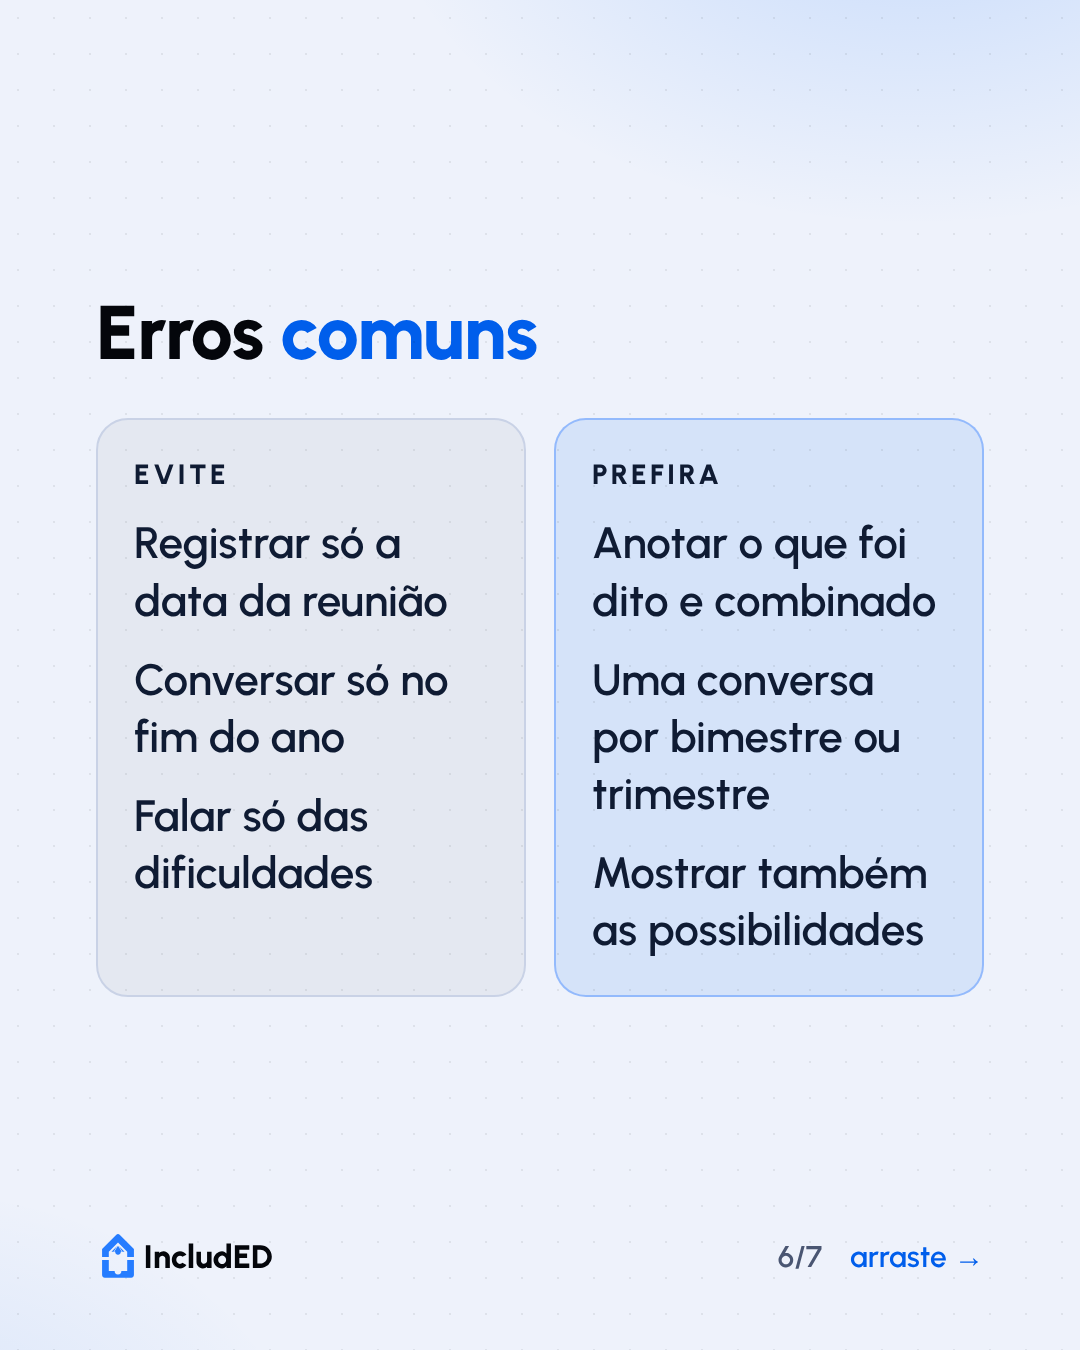 Erros comuns
EVITE
Registrar só a
data da reunião
Conversar só no
fim do ano
Falar só das
dificuldades
PREFIRA
Anotar o que foi
dito e combinado
Uma conversa
por bimestre ou
trimestre
Mostrar também
as possibilidades
IncludED
6/7 arraste →